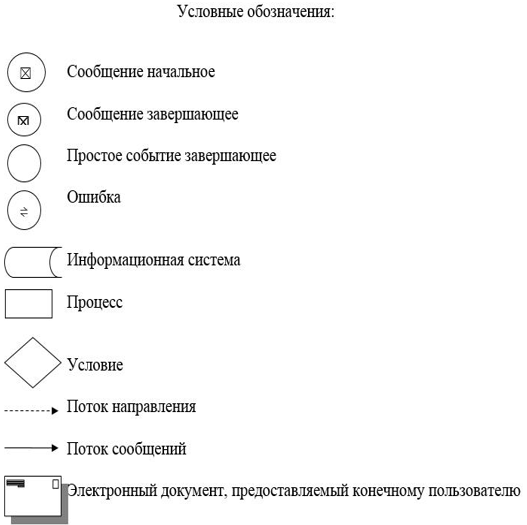 Условные обозначения:
Сообщение начальное
Сообщение завершающее
Простое событие завершающее
Ошибка
Информационная система
Процесс
Условие
Поток направления
Поток сообщений
Электронный документ, предоставляемый конечному пользователю